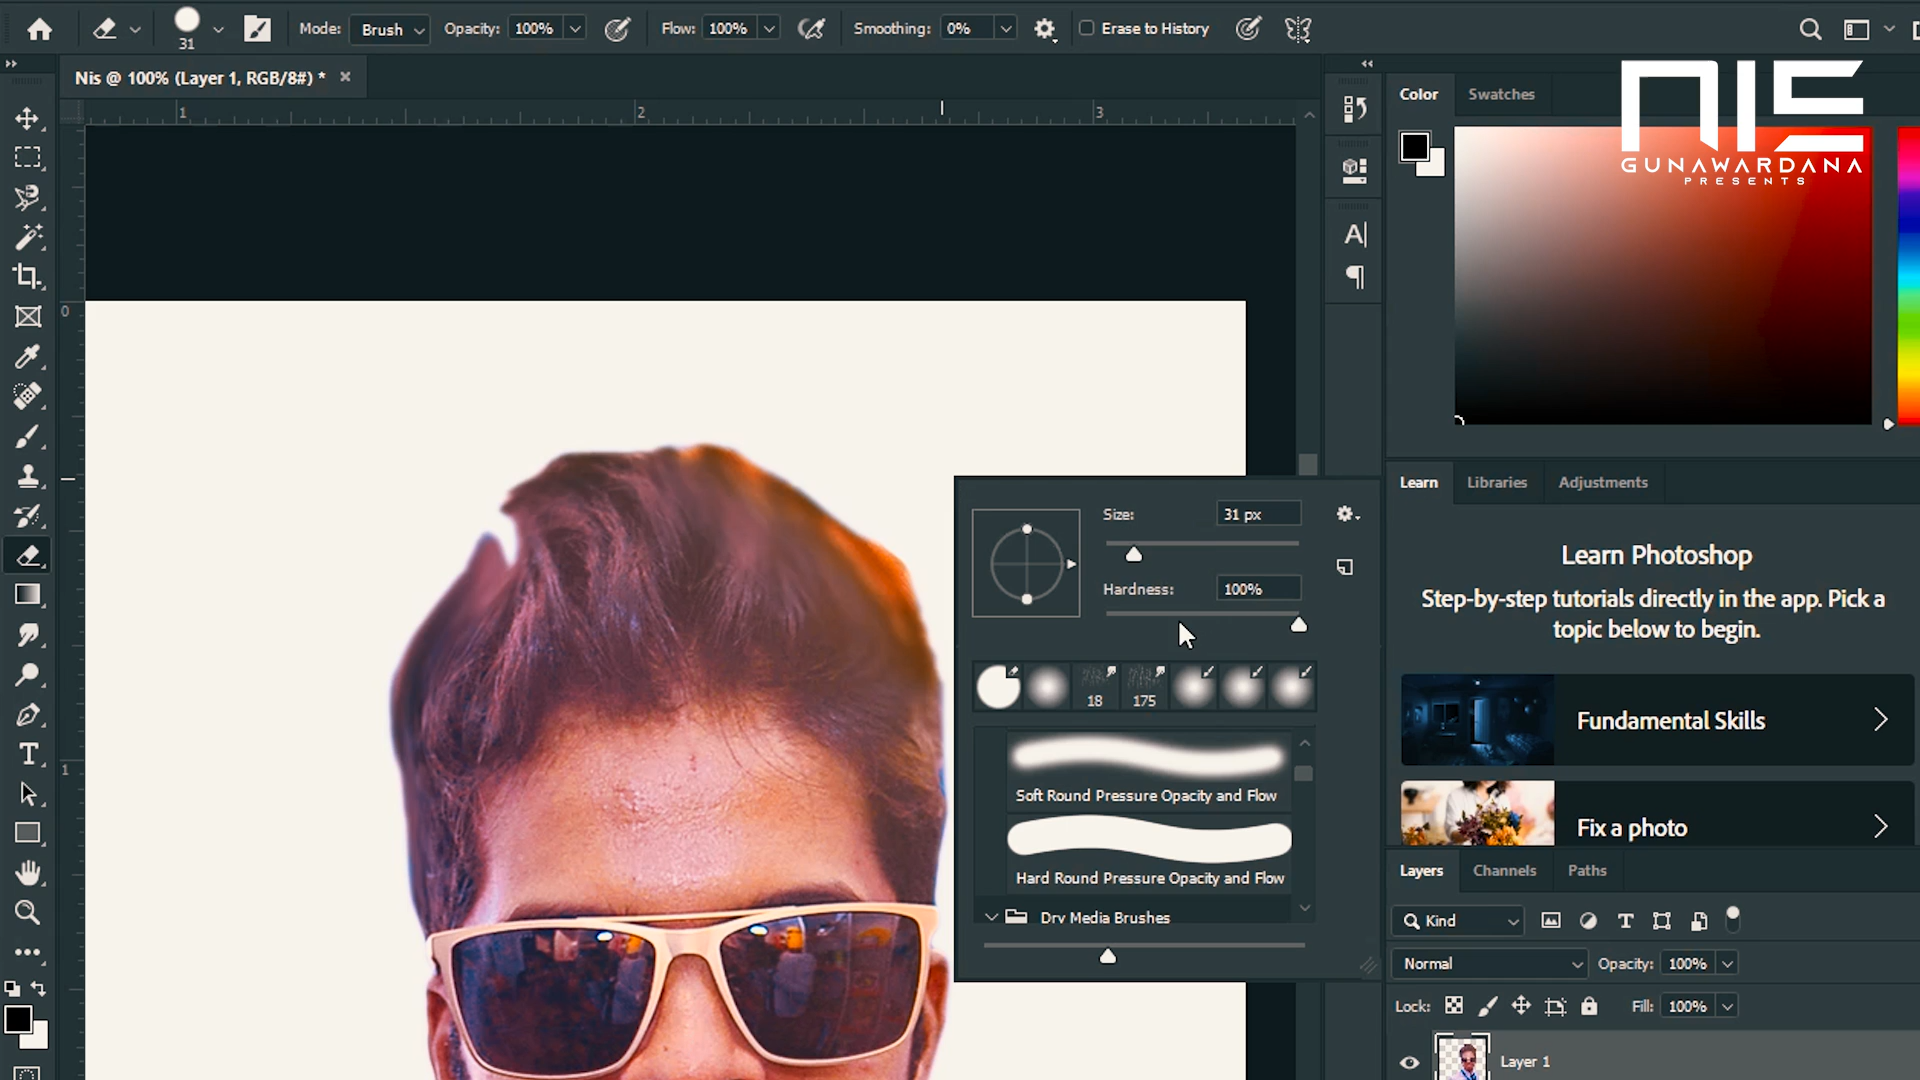 31
Mode: Brush Opacity: 100% Flow: 100% Smoothing: 0% Erase to History
Nis @ 100% (Layer 1, RGB/8#) *
1 2 3
0
1
NIS
GUNAWARDANA
PRESENTS
Color Swatches
A
Size: 31 px
Hardness: 100%
18 175
Soft Round Pressure Opacity and Flow
Hard Round Pressure Opacity and Flow
Dry Media Brushes
Learn Libraries Adjustments
Learn Photoshop
Step-by-step tutorials directly in the app. Pick a
topic below to begin.
Fundamental Skills
Fix a photo
Layers Channels Paths
Kind
Normal Opacity: 100%
Lock: Fill: 100%
Layer 1